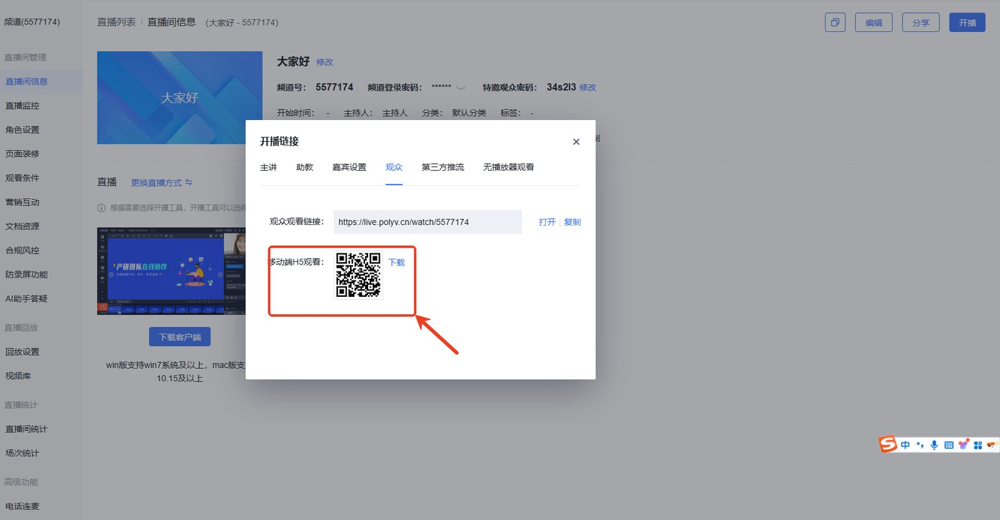 频道(5577174)
直播列表 / 直播间信息 (大家好 - 5577174)
编辑
分享
开播
直播间管理
直播间信息
直播监控
角色设置
页面装修
观看条件
营销互动
文档资源
合规风控
防录屏功能
AI助手答疑
直播回放
回放设置
视频库
直播统计
直播间统计
场次统计
高级功能
电话连麦
大家好
大家好 修改
频道号： 5577174 频道登录密码： ****** 特邀观众密码： 34s2l3 修改
开始时间： - 主持人： 主持人 分类： 默认分类 标签： -
直播 更换直播方式
根据需要选择开播工具，开播工具可以选择
产研团队在线协作
下载客户端
win版支持win7系统及以上，mac版支
10.15及以上
开播链接
主讲 助教 嘉宾设置 观众 第三方推流 无播放器观看
观众观看链接： https://live.polyv.cn/watch/5577174 打开 | 复制
移动端H5观看： 下载
中